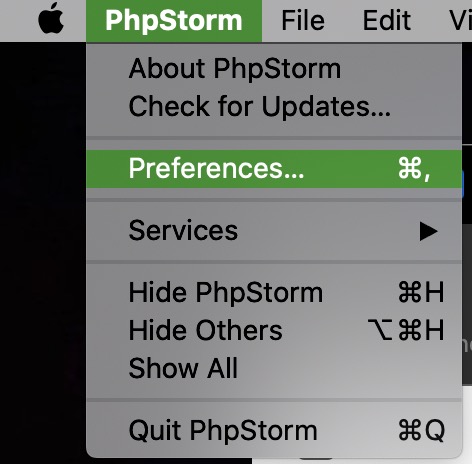 PhpStorm File Edit
About PhpStorm
Check for Updates...
Preferences... ⌘,
Services ▶
Hide PhpStorm ⌘H
Hide Others ⌥⌘H
Show All
Quit PhpStorm ⌘Q